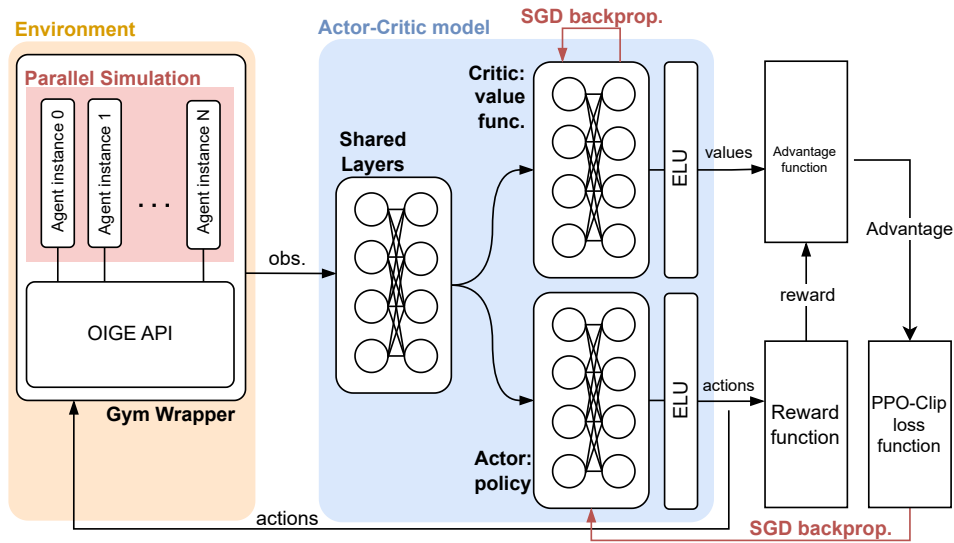 Environment
Actor-Critic model
SGD backprop.
Parallel Simulation
Agent instance 0
Agent instance 1
. . .
Agent instance N
OIGE API
Gym Wrapper
obs.
Shared
Layers
Critic:
value
func.
ELU
values
Advantage
function
Advantage
reward
Actor:
policy
ELU
actions
Reward
function
PPO-Clip
loss
function
actions
SGD backprop.